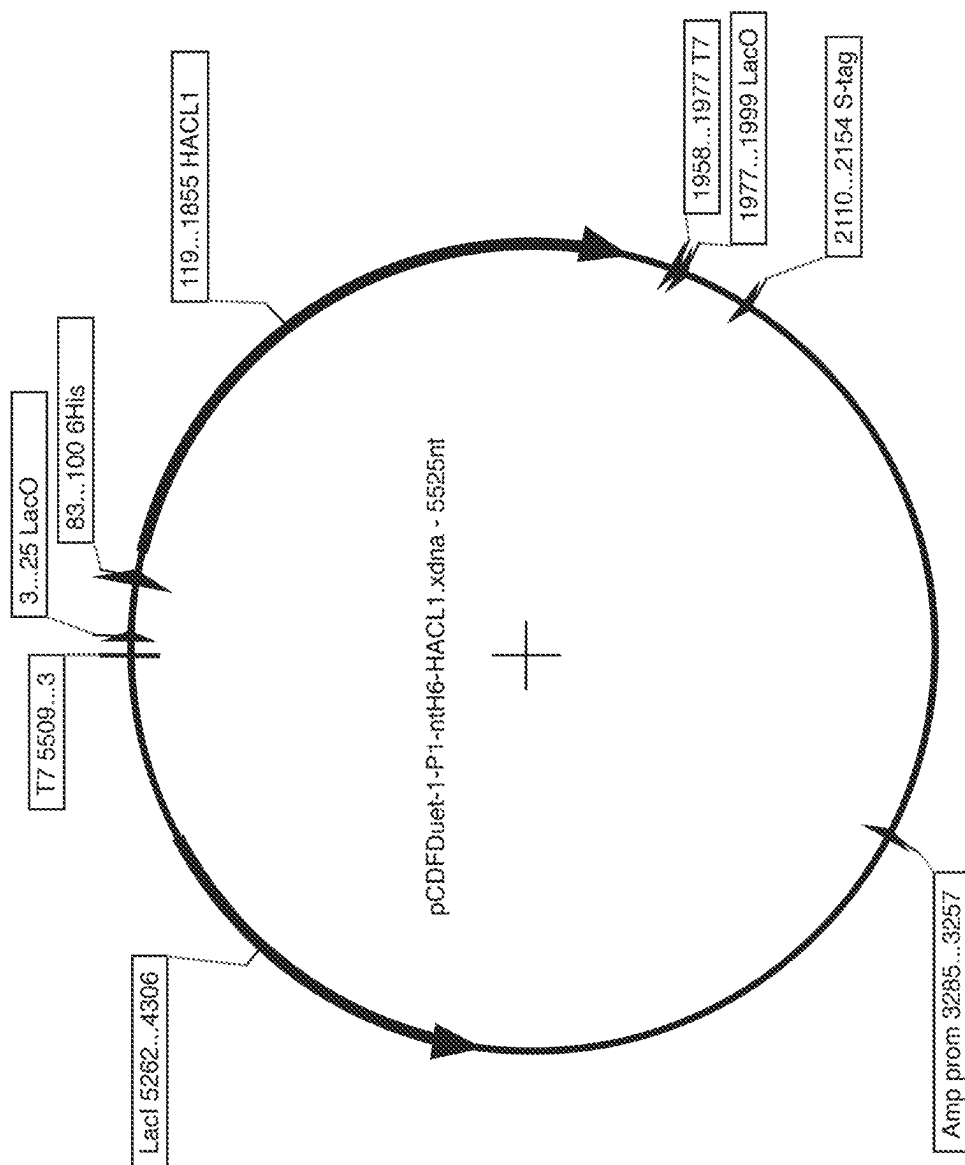 T7 5509...3
3...25 LacO
83...100 6His
119...1855 HACL1
1958...1977 T7
1977...1999 LacO
2110...2154 S-tag
Amp prom 3285...3257
LacI 5262...4306
pCDFDuet-1-P1-ntH6-HACL1.xdna - 5525nt